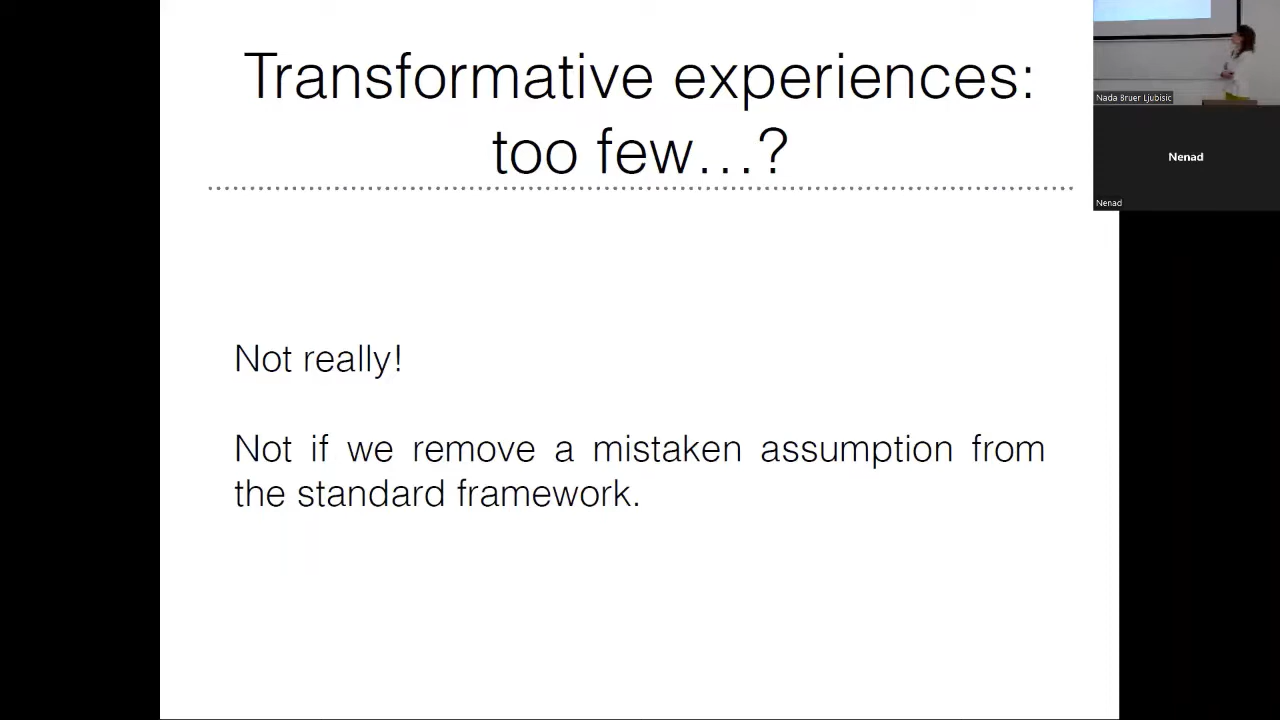 Transformative experiences:
too few…?
Not really!
Not if we remove a mistaken assumption from
the standard framework.
Nada Bruer Ljubisic
Nenad
Nenad